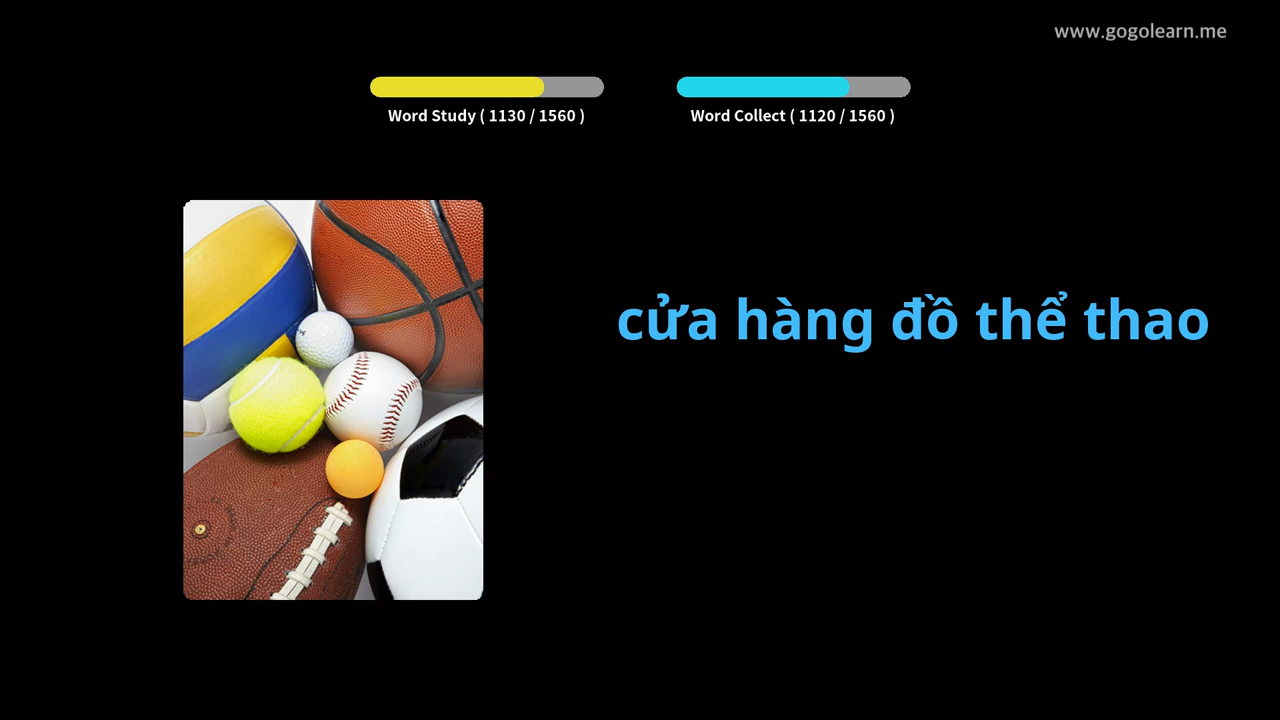 www.gogolearn.me
Word Study ( 1130 / 1560 )
Word Collect ( 1120 / 1560 )
cửa hàng đồ thể thao